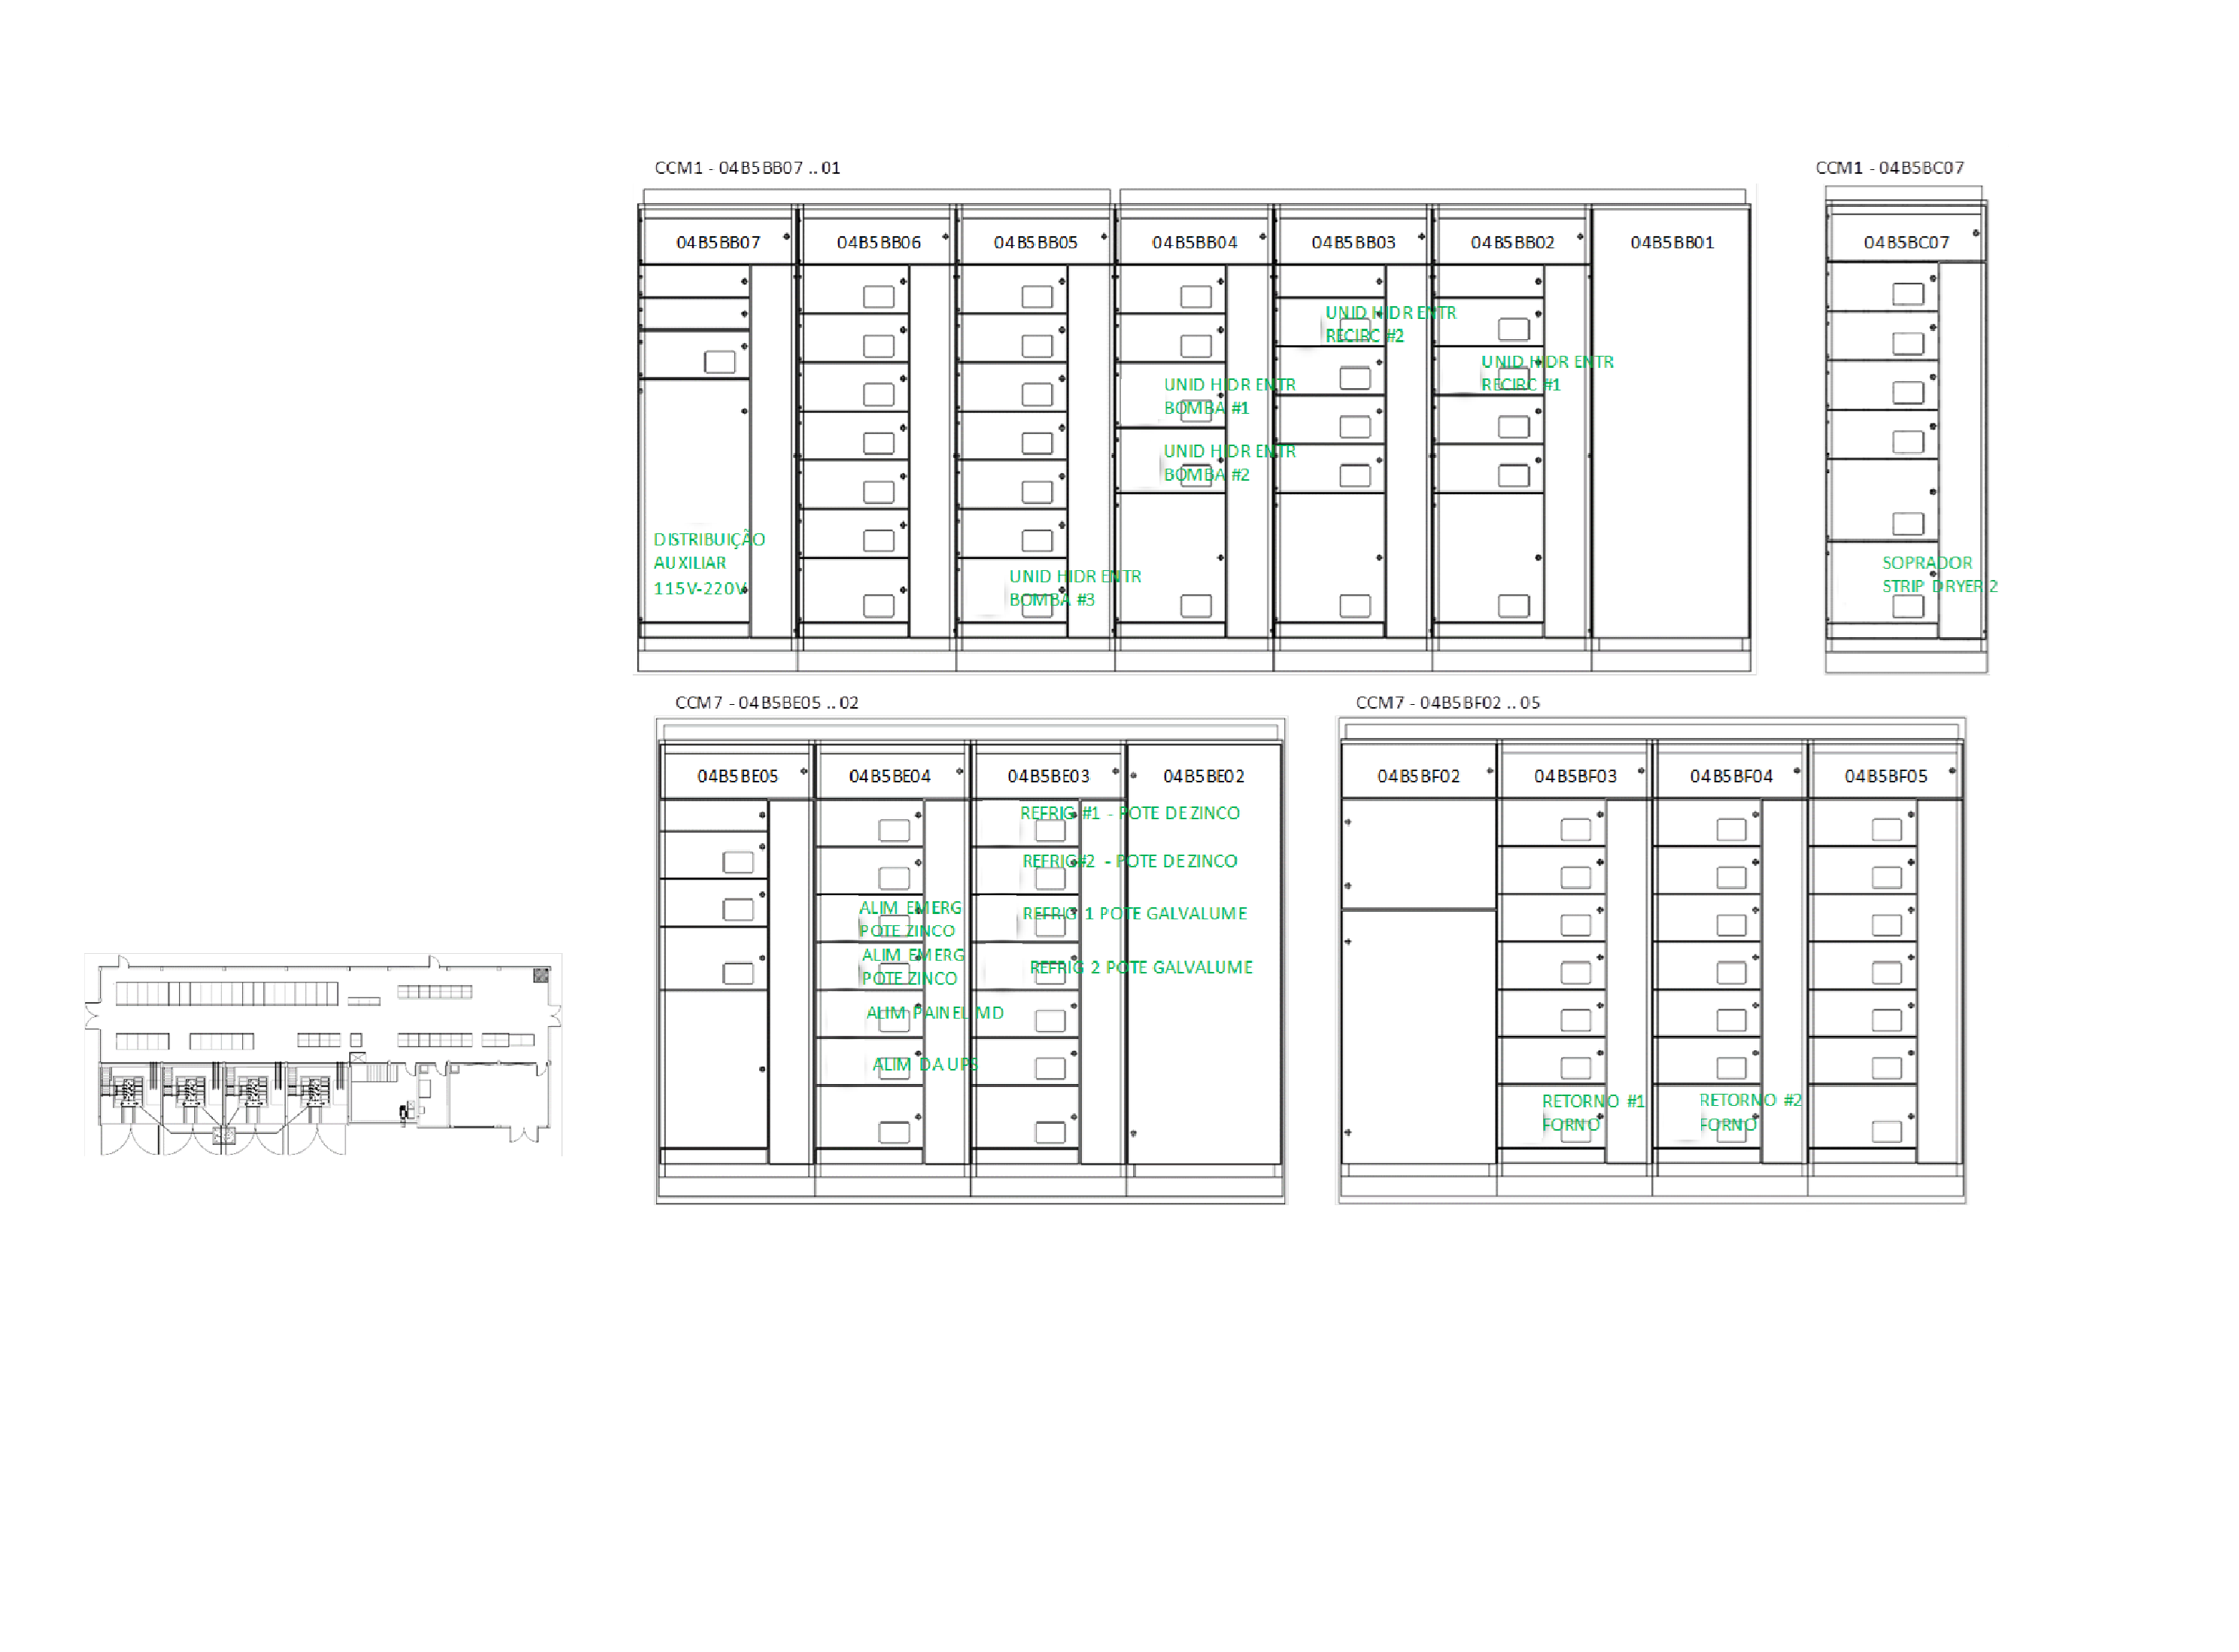 CCM1 - 04B5BB07 .. 01
CCM1 - 04B5BC07
04B5BB07
04B5BB06
04B5BB05
04B5BB04
04B5BB03
04B5BB02
04B5BB01
04B5BC07
UNID HIDR ENTR
RECIRC #2
UNID HIDR ENTR
RECIRC #1
UNID HIDR ENTR
BOMBA #1
UNID HIDR ENTR
BOMBA #2
DISTRIBUIÇÃO
AUXILIAR
115V-220V
UNID HIDR ENTR
BOMBA #3
SOPRADOR
STRIP DRYER 2
CCM7 - 04B5BE05 .. 02
CCM7 - 04B5BF02 .. 05
04B5BE05
04B5BE04
04B5BE03
04B5BE02
04B5BF02
04B5BF03
04B5BF04
04B5BF05
REFRIG #1 - POTE DE ZINCO
REFRIG#2 - POTE DE ZINCO
ALIM EMERG
POTE ZINCO
REFRIG 1 POTE GALVALUME
ALIM EMERG
POTE ZINCO
REFRIG 2 POTE GALVALUME
ALIM PAINEL MD
ALIM DA UPS
RETORNO #1
FORNO
RETORNO #2
FORNO